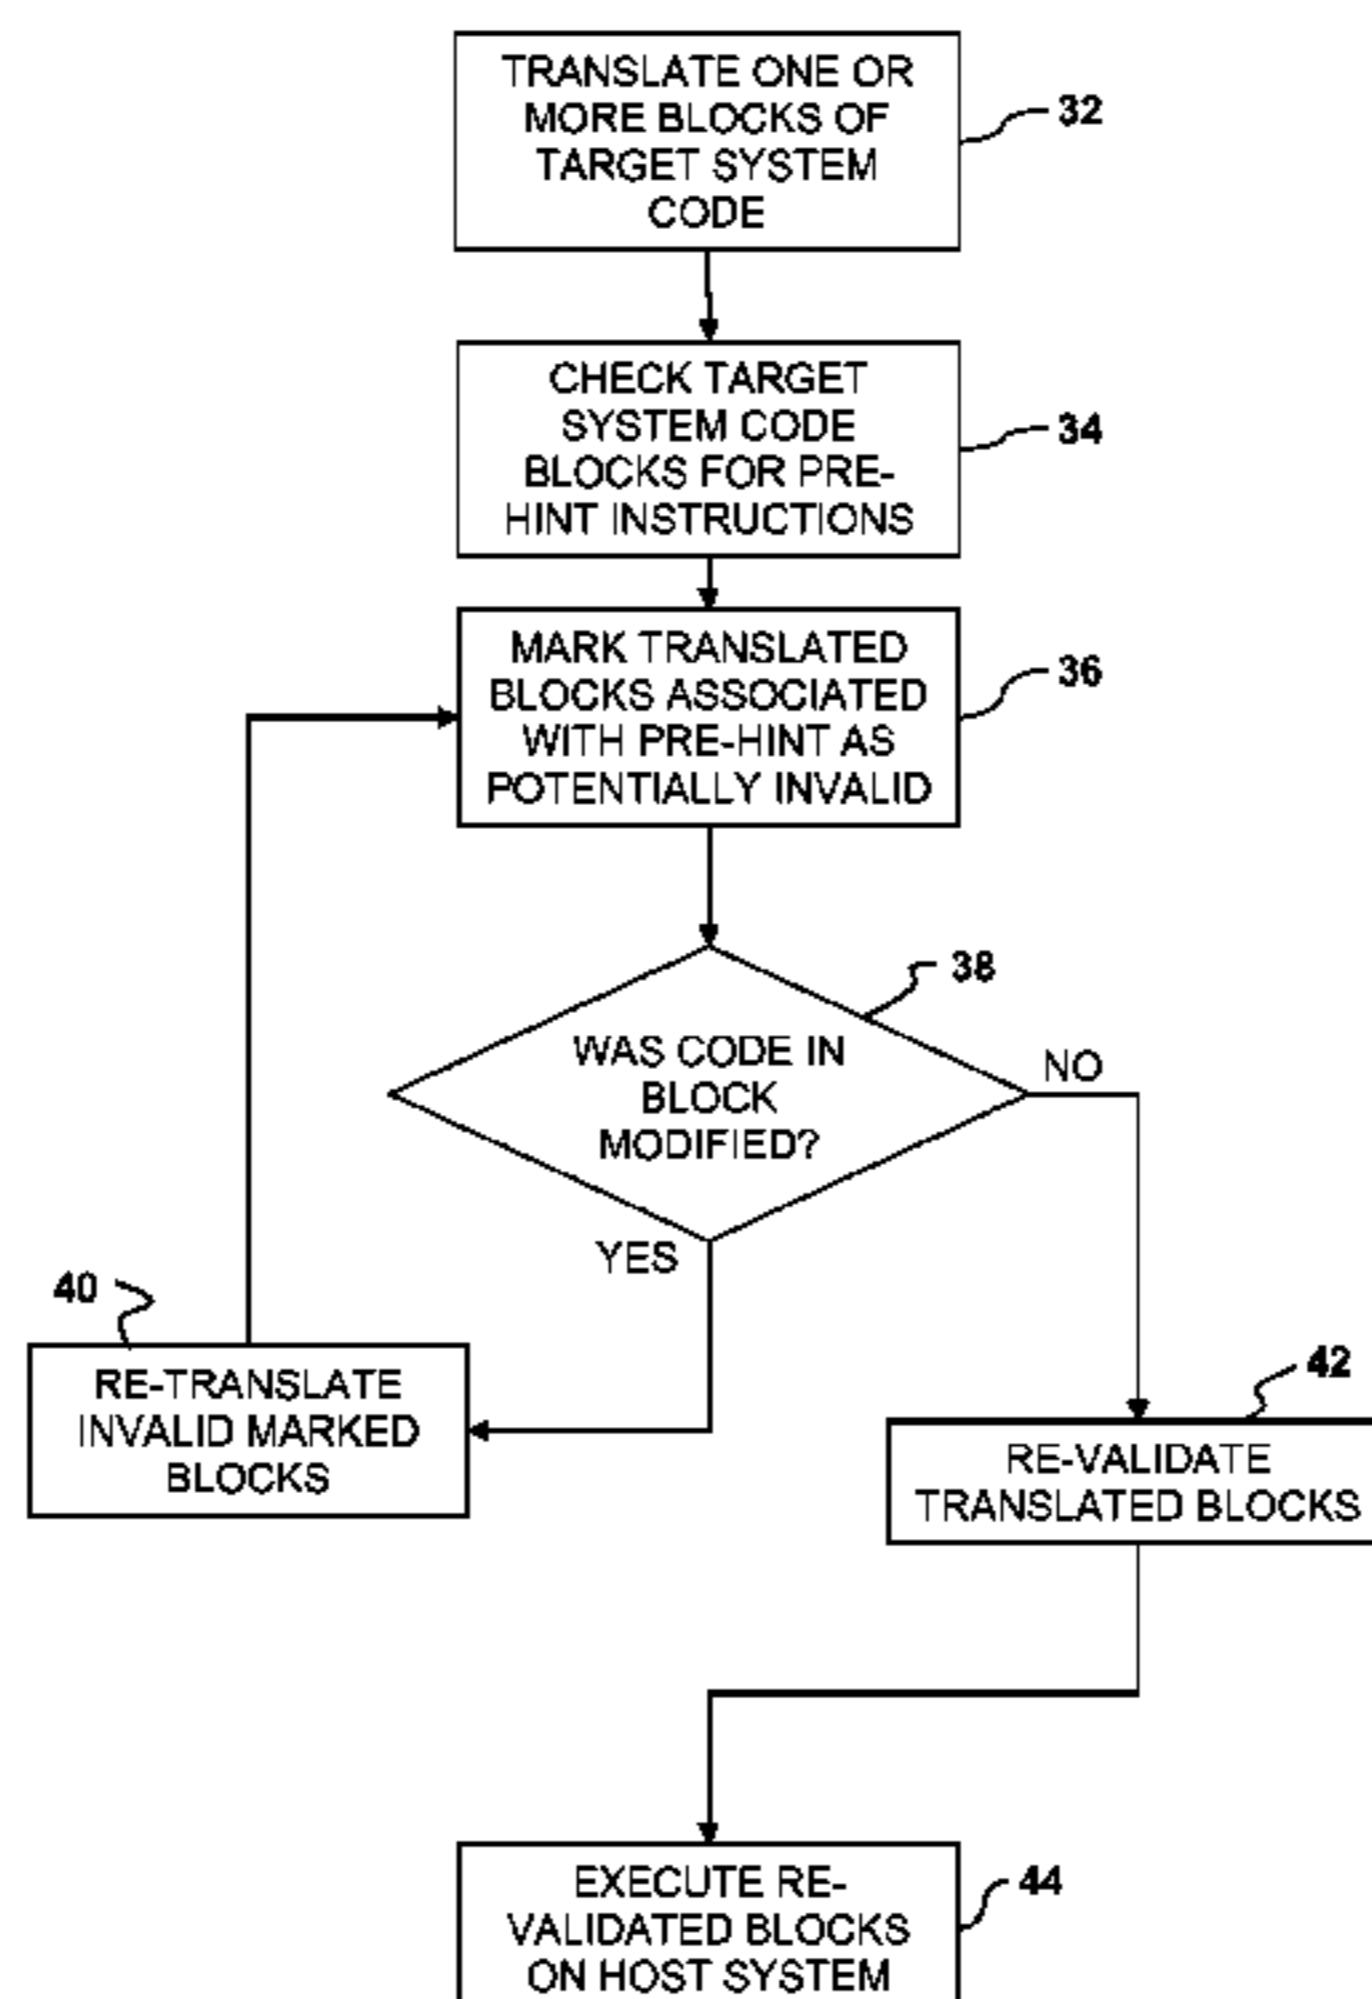 TRANSLATE ONE OR
MORE BLOCKS OF
TARGET SYSTEM
CODE
32
CHECK TARGET
SYSTEM CODE
BLOCKS FOR PRE-
HINT INSTRUCTIONS
34
MARK TRANSLATED
BLOCKS ASSOCIATED
WITH PRE-HINT AS
POTENTIALLY INVALID
36
WAS CODE IN
BLOCK
MODIFIED?
38
NO
YES
40
RE-TRANSLATE
INVALID MARKED
BLOCKS
42
RE-VALIDATE
TRANSLATED BLOCKS
EXECUTE RE-
VALIDATED BLOCKS
ON HOST SYSTEM
44